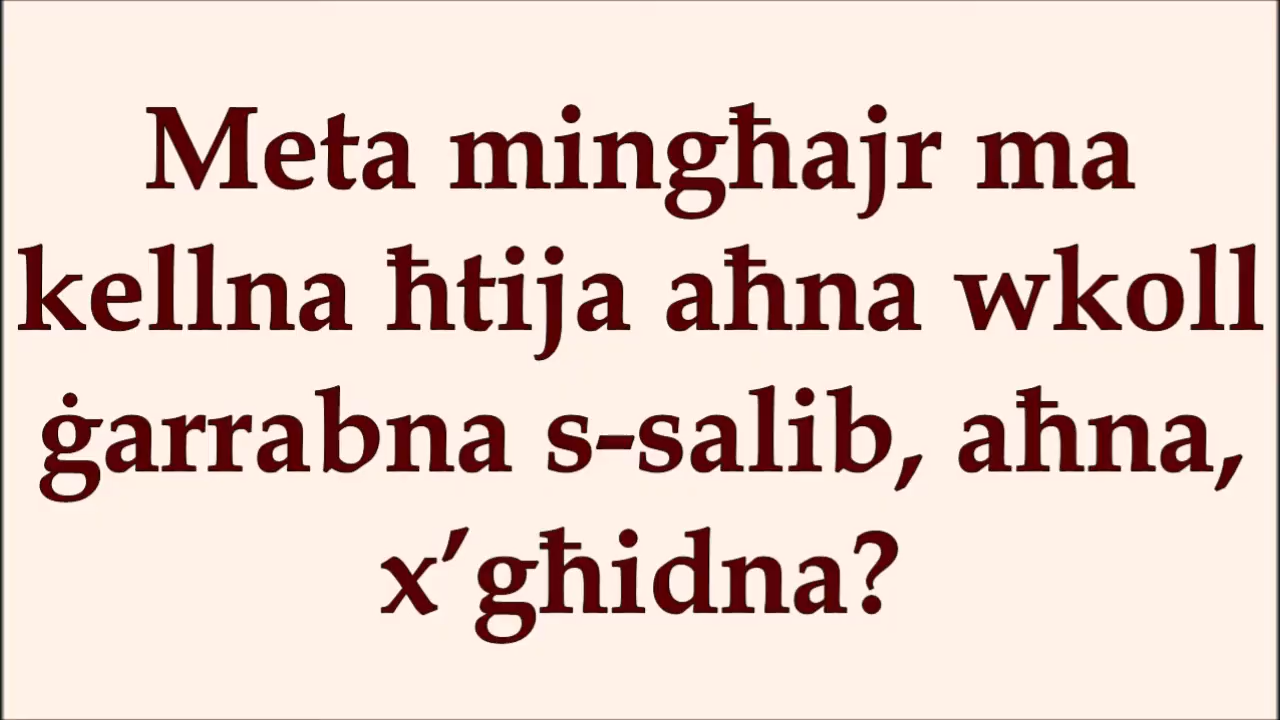 Meta mingħajr ma
kellna ħtija aħna wkoll
ġarrabna s-salib, aħna,
x’għidna?